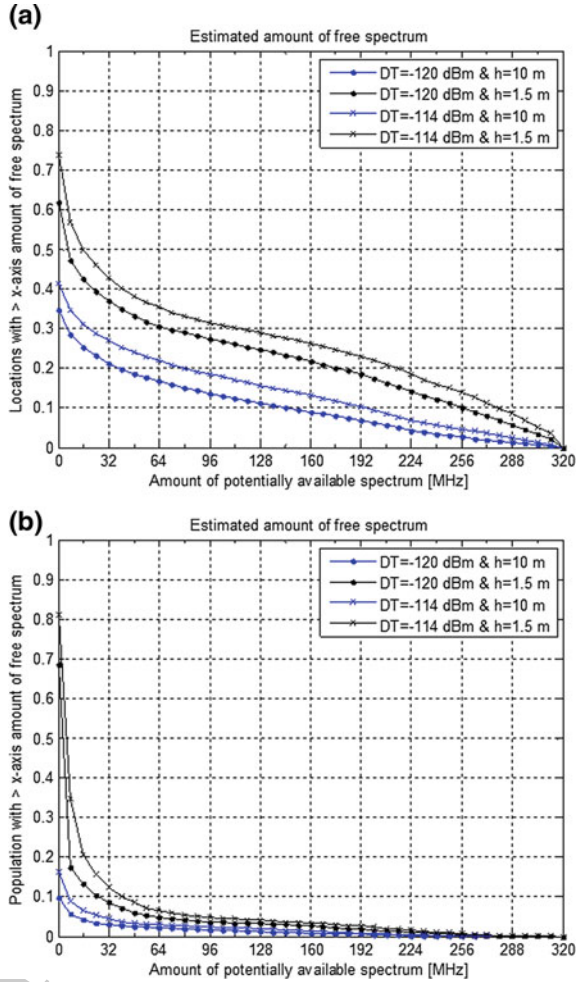 (a)
Estimated amount of free spectrum
DT=-120 dBm & h=10 m
DT=-120 dBm & h=1.5 m
DT=-114 dBm & h=10 m
DT=-114 dBm & h=1.5 m
Locations with > x-axis amount of free spectrum
1
0.9
0.8
0.7
0.6
0.5
0.4
0.3
0.2
0.1
0
0 32 64 96 128 160 192 224 256 288 320
Amount of potentially available spectrum [MHz]
(b)
Estimated amount of free spectrum
DT=-120 dBm & h=10 m
DT=-120 dBm & h=1.5 m
DT=-114 dBm & h=10 m
DT=-114 dBm & h=1.5 m
Population with > x-axis amount of free spectrum
1
0.9
0.8
0.7
0.6
0.5
0.4
0.3
0.2
0.1
0
0 32 64 96 128 160 192 224 256 288 320
Amount of potentially available spectrum [MHz]